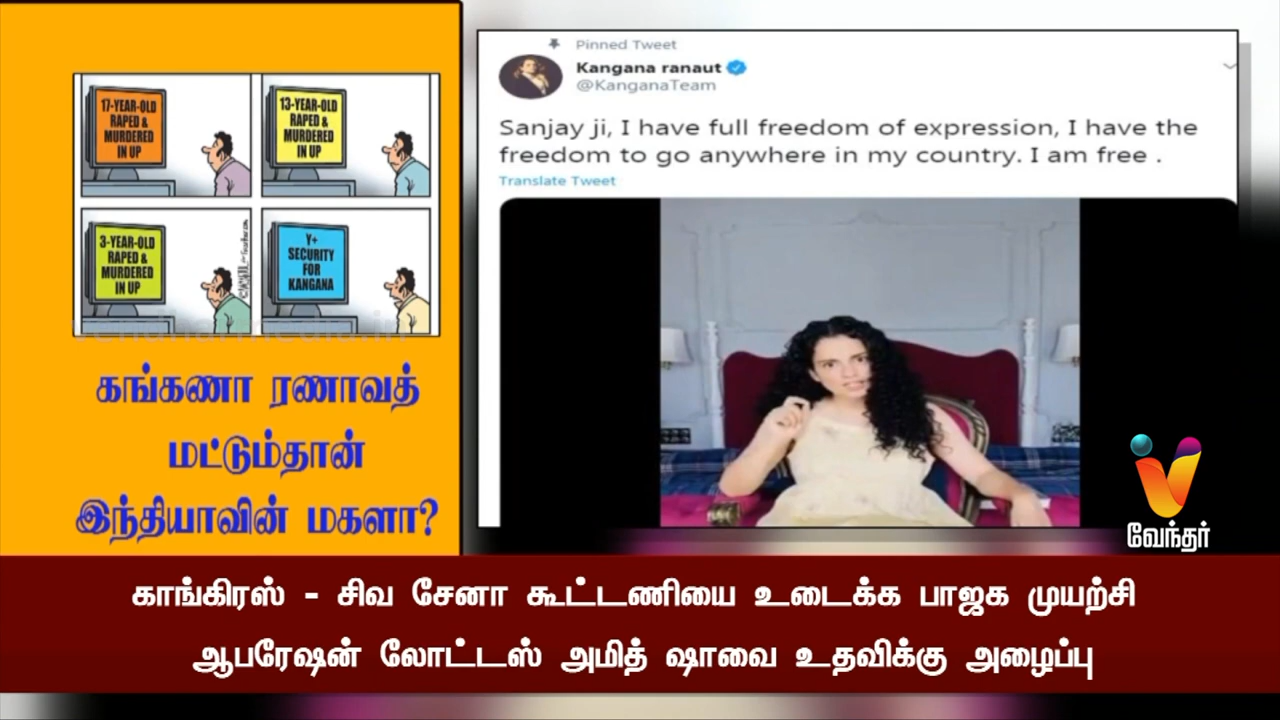 17-YEAR-OLD
RAPED &
MURDERED
IN UP
13-YEAR-OLD
RAPED &
MURDERED
IN UP
3-YEAR-OLD
RAPED &
MURDERED
IN UP
Y+
SECURITY
FOR
KANGANA
கங்கணா ரணாவத்
மட்டும்தான்
இந்தியாவின் மகளா?
Pinned Tweet
Kangana ranaut
@KanganaTeam
Sanjay ji, I have full freedom of expression, I have the
freedom to go anywhere in my country. I am free .
Translate Tweet
வேந்தர்
காங்கிரஸ் - சிவ சேனா கூட்டணியை உடைக்க பாஜக முயற்சி
ஆபரேஷன் லோட்டஸ் அமித் ஷாவை உதவிக்கு அழைப்பு